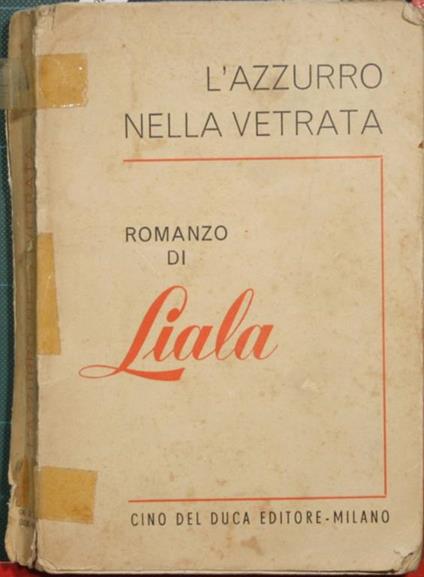 L'AZZURRO
NELLA VETRATA
ROMANZO
DI
Liala
CINO DEL DUCA EDITORE-MILANO